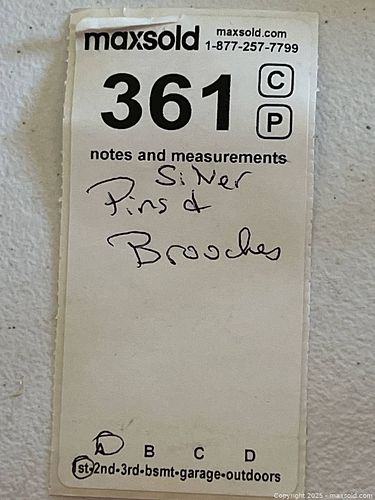 maxsold maxsold.com
1-877-257-7799
361 C
P
notes and measurements
Silver
Pins &
Brooches
A B C D
1st•2nd•3rd•bsmt•garage•outdoors
Copyright 2025 - maxsold.com